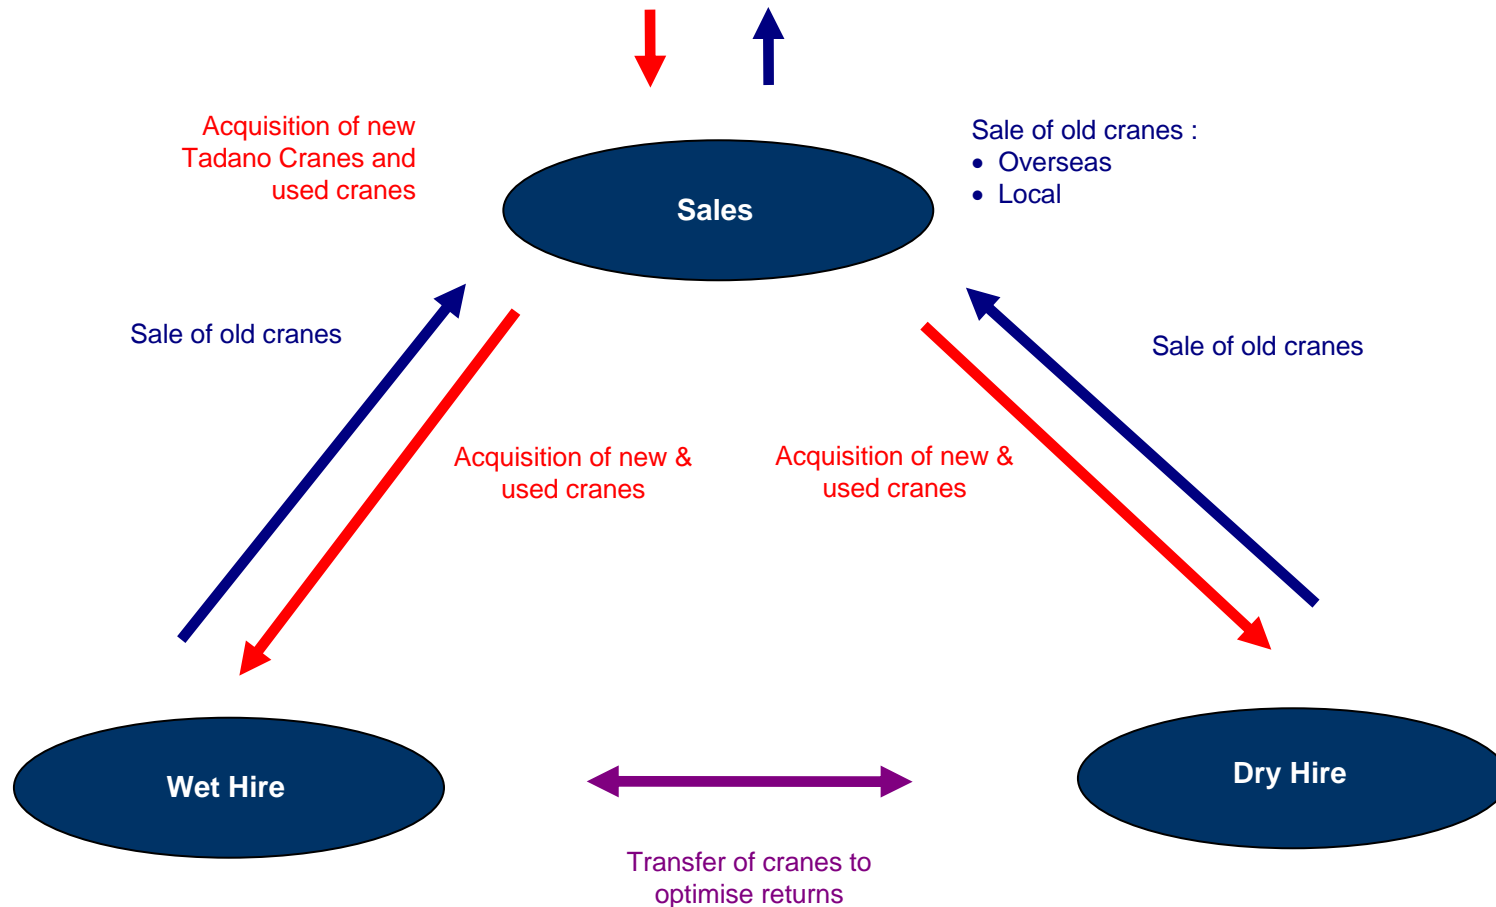 Acquisition of new
Tadano Cranes and
used cranes
Sale of old cranes :
• Overseas
• Local
Sales
Sale of old cranes
Sale of old cranes
Acquisition of new &
used cranes
Acquisition of new &
used cranes
Wet Hire
Dry Hire
Transfer of cranes to
optimise returns